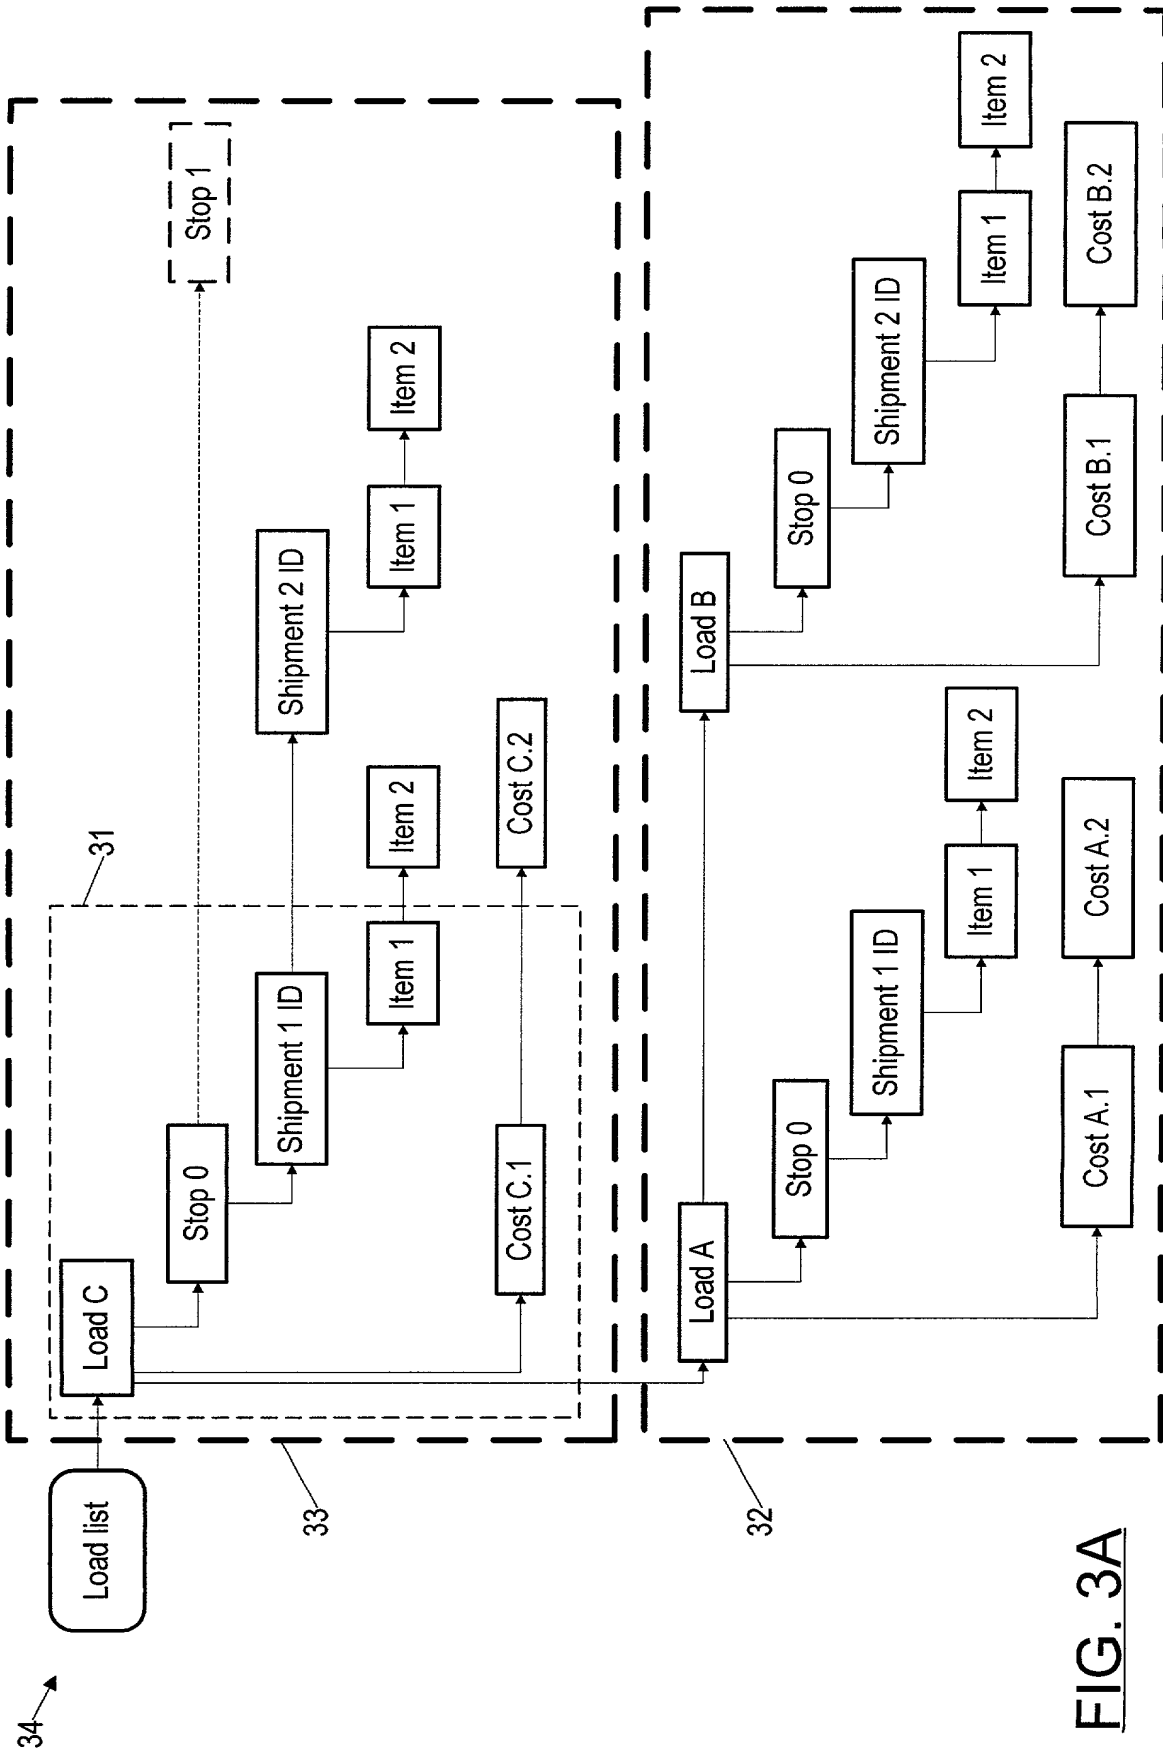 34
Load list
33
31
Load C
Stop 0
Stop 1
Shipment 1 ID
Shipment 2 ID
Item 1
Item 2
Item 1
Item 2
Cost C.1
Cost C.2
32
Load A
Load B
Stop 0
Stop 0
Shipment 1 ID
Shipment 2 ID
Item 1
Item 2
Item 1
Item 2
Cost A.1
Cost A.2
Cost B.1
Cost B.2
FIG. 3A